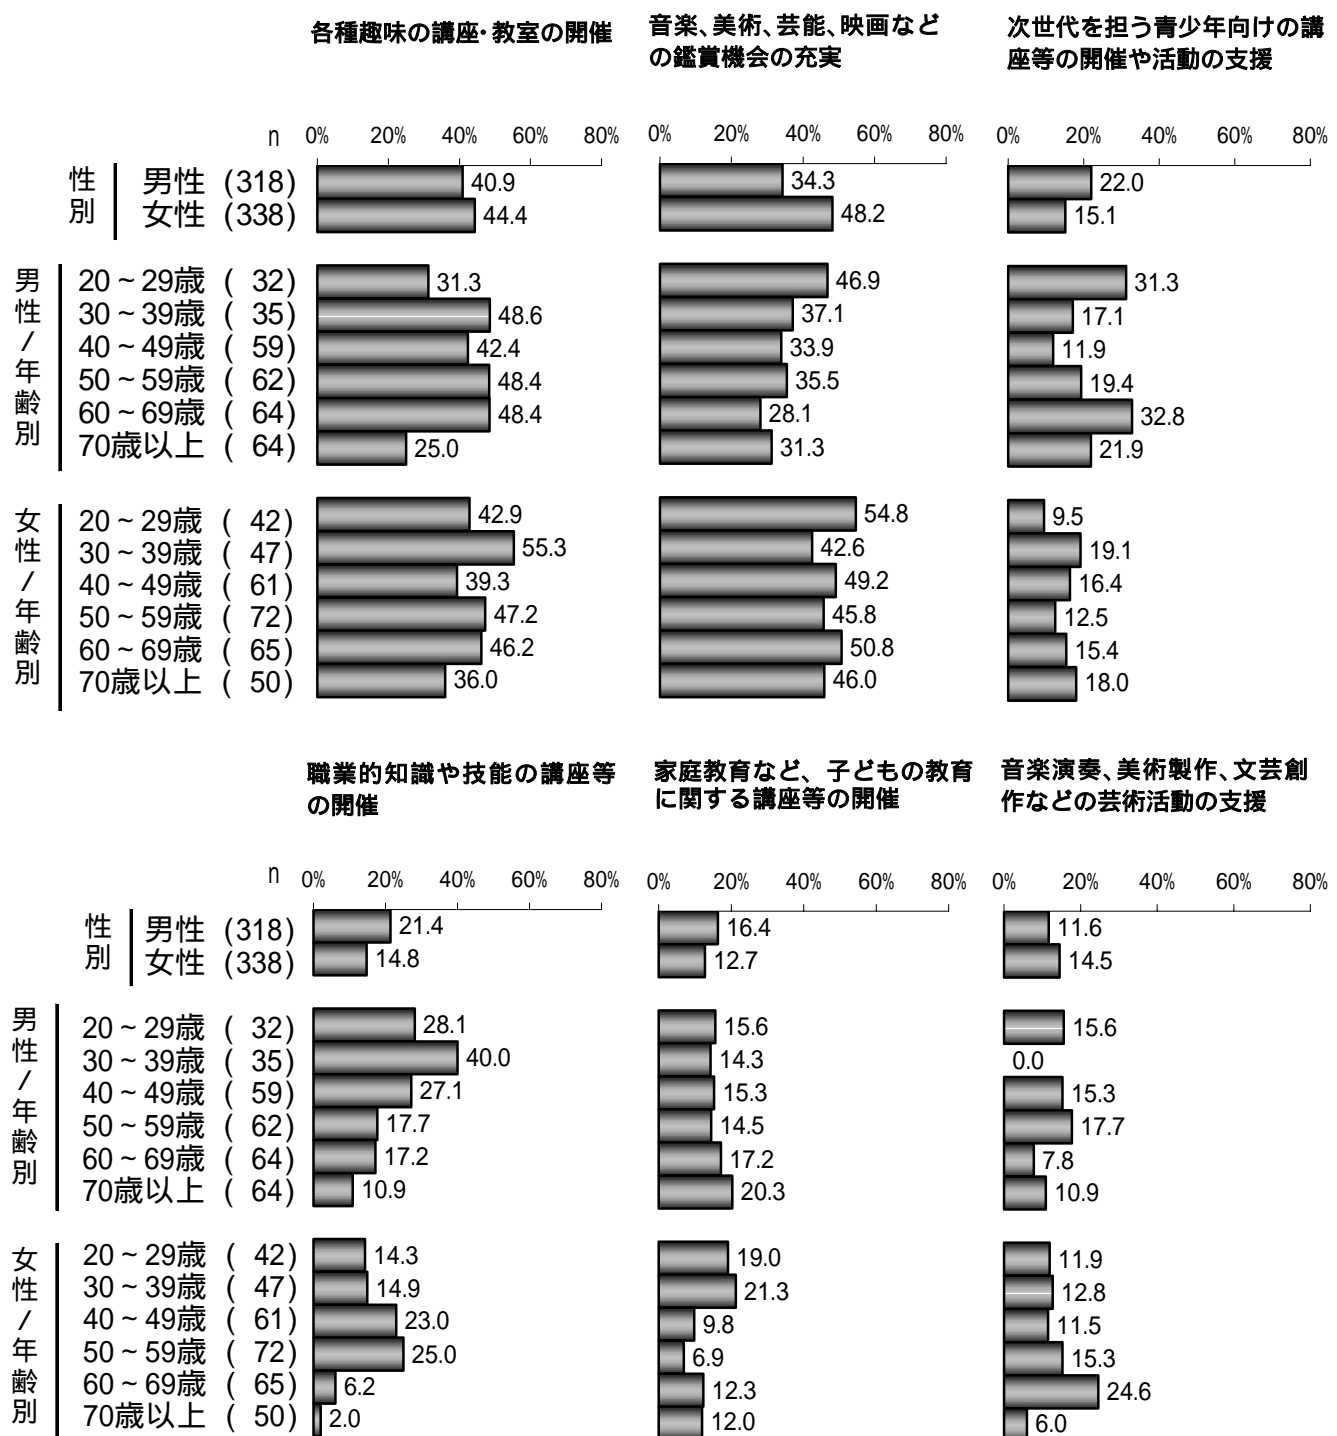 各種趣味の講座・教室の開催
音楽、美術、芸能、映画など
の鑑賞機会の充実
次世代を担う青少年向けの講
座等の開催や活動の支援
n 0% 20% 40% 60% 80% 0% 20% 40% 60% 80% 0% 20% 40% 60% 80%
性別
男性 (318) 40.9 34.3 22.0
女性 (338) 44.4 48.2 15.1
男性/年齢別
20~29歳 ( 32) 31.3 46.9 31.3
30~39歳 ( 35) 48.6 37.1 17.1
40~49歳 ( 59) 42.4 33.9 11.9
50~59歳 ( 62) 48.4 35.5 19.4
60~69歳 ( 64) 48.4 28.1 32.8
70歳以上 ( 64) 25.0 31.3 21.9
女性/年齢別
20~29歳 ( 42) 42.9 54.8 9.5
30~39歳 ( 47) 55.3 42.6 19.1
40~49歳 ( 61) 39.3 49.2 16.4
50~59歳 ( 72) 47.2 45.8 12.5
60~69歳 ( 65) 46.2 50.8 15.4
70歳以上 ( 50) 36.0 46.0 18.0
職業的知識や技能の講座等
の開催
家庭教育など、子どもの教育
に関する講座等の開催
音楽演奏、美術製作、文芸創
作などの芸術活動の支援
n 0% 20% 40% 60% 80% 0% 20% 40% 60% 80% 0% 20% 40% 60% 80%
性別
男性 (318) 21.4 16.4 11.6
女性 (338) 14.8 12.7 14.5
男性/年齢別
20~29歳 ( 32) 28.1 15.6 15.6
30~39歳 ( 35) 40.0 14.3 0.0
40~49歳 ( 59) 27.1 15.3 15.3
50~59歳 ( 62) 17.7 14.5 17.7
60~69歳 ( 64) 17.2 17.2 7.8
70歳以上 ( 64) 10.9 20.3 10.9
女性/年齢別
20~29歳 ( 42) 14.3 19.0 11.9
30~39歳 ( 47) 14.9 21.3 12.8
40~49歳 ( 61) 23.0 9.8 11.5
50~59歳 ( 72) 25.0 6.9 15.3
60~69歳 ( 65) 6.2 12.3 24.6
70歳以上 ( 50) 2.0 12.0 6.0